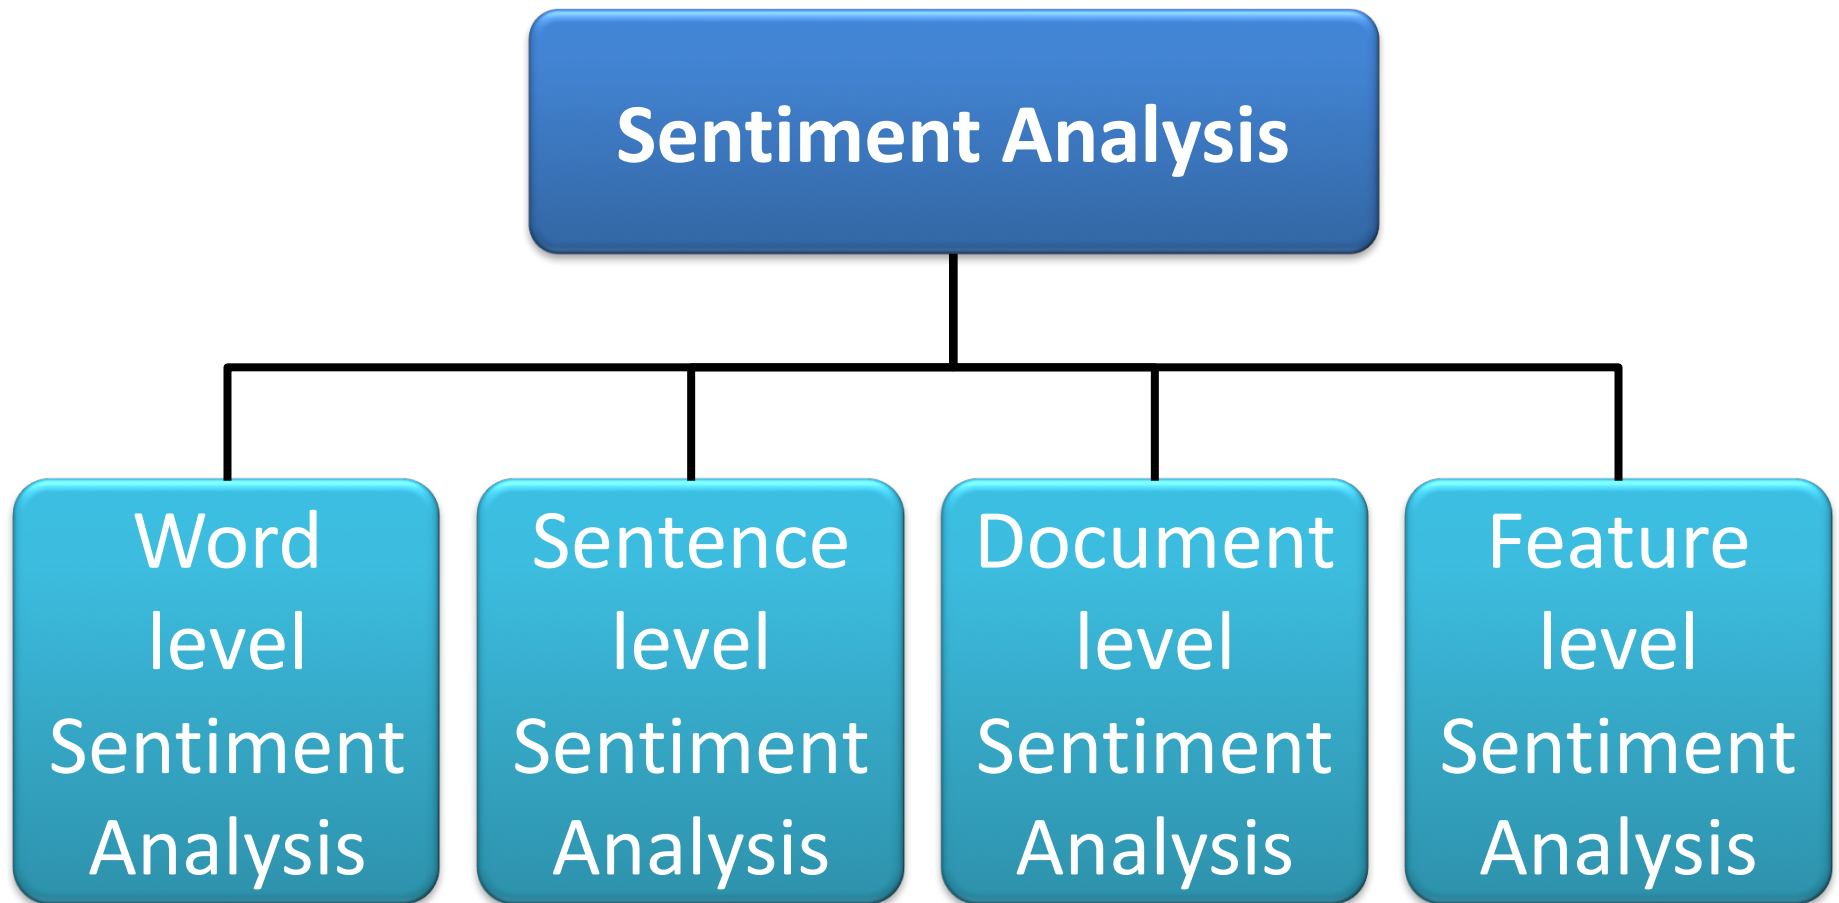 Sentiment Analysis
Word
level
Sentiment
Analysis
Sentence
level
Sentiment
Analysis
Document
level
Sentiment
Analysis
Feature
level
Sentiment
Analysis